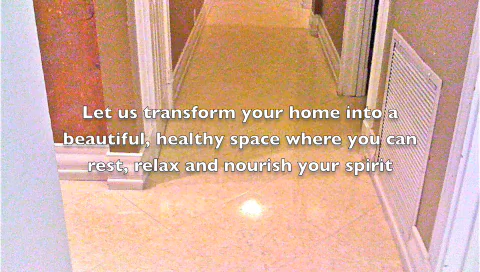 Let us transform your home into a
beautiful, healthy space where you can
rest, relax and nourish your spirit